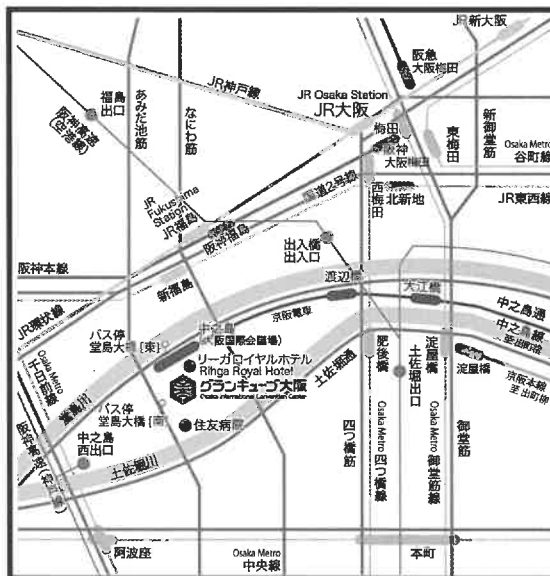 JR新大阪
阪急
大阪梅田
JR神戸線
JR Osaka Station
JR大阪
福島
出口
阪神高速
(空港線)
あみだ池筋
なにわ筋
梅田
阪神
大阪梅田
東梅田
新御堂筋
Osaka Metro
谷町線
国道2号線
西梅田
北新地
JR東西線
JR
Fukushima
Station
JR福島
阪神福島
出入橋
出入口
阪神本線
新福島
渡辺橋
大江橋
中之島通
JR環状線
京阪電車
中之島線
バス停
堂島大橋[東]
中之島
(大阪国際会議場)
リーガロイヤルホテル
Rihga Royal Hotel
グランキューブ大阪
Osaka International Convention Center
土佐堀通
肥後橋
土佐堀出口
淀屋橋
淀屋橋
京阪本線
至出町柳
Osaka Metro
千日前線
堂島川
バス停
堂島大橋[南]
住友病院
中之島
西出口
土佐堀川
四つ橋筋
Osaka Metro 四つ橋線
Osaka Metro 御堂筋線
御堂筋
阿波座
Osaka Metro
中央線
本町